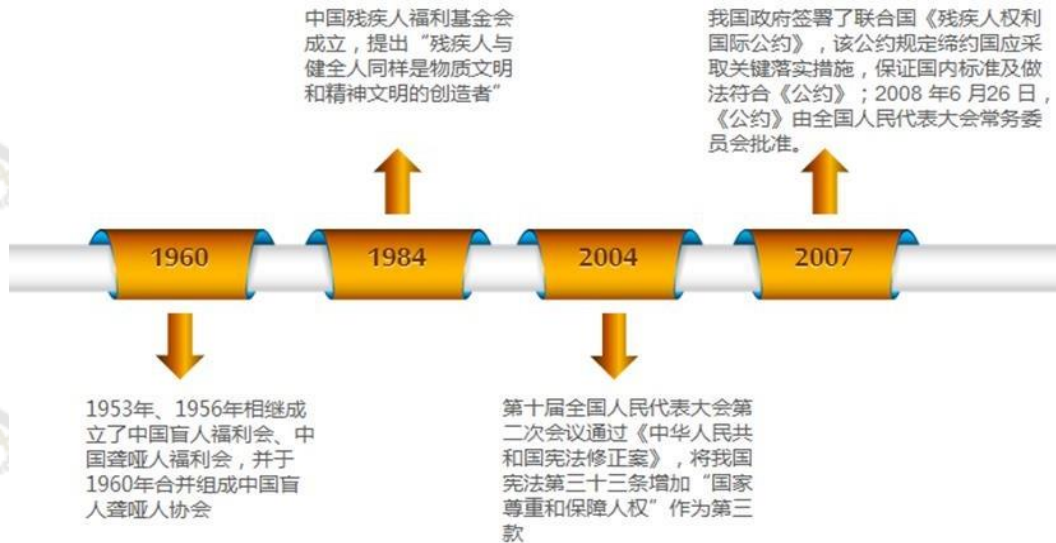 中国残疾人福利基金会
成立，提出“残疾人与
健全人同样是物质文明
和精神文明的创造者”
我国政府签署了联合国《残疾人权利
国际公约》，该公约规定缔约国应采
取关键落实措施，保证国内标准及做
法符合《公约》；2008 年6 月26 日，
《公约》由全国人民代表大会常务委
员会批准。
1960
1984
2004
2007
1953年、1956年相继成
立了中国盲人福利会、中
国聋哑人福利会，并于
1960年合并组成中国盲
人聋哑人协会
第十届全国人民代表大会第
二次会议通过《中华人民共
和国宪法修正案》，将我国
宪法第三十三条增加“国家
尊重和保障人权”作为第三
款